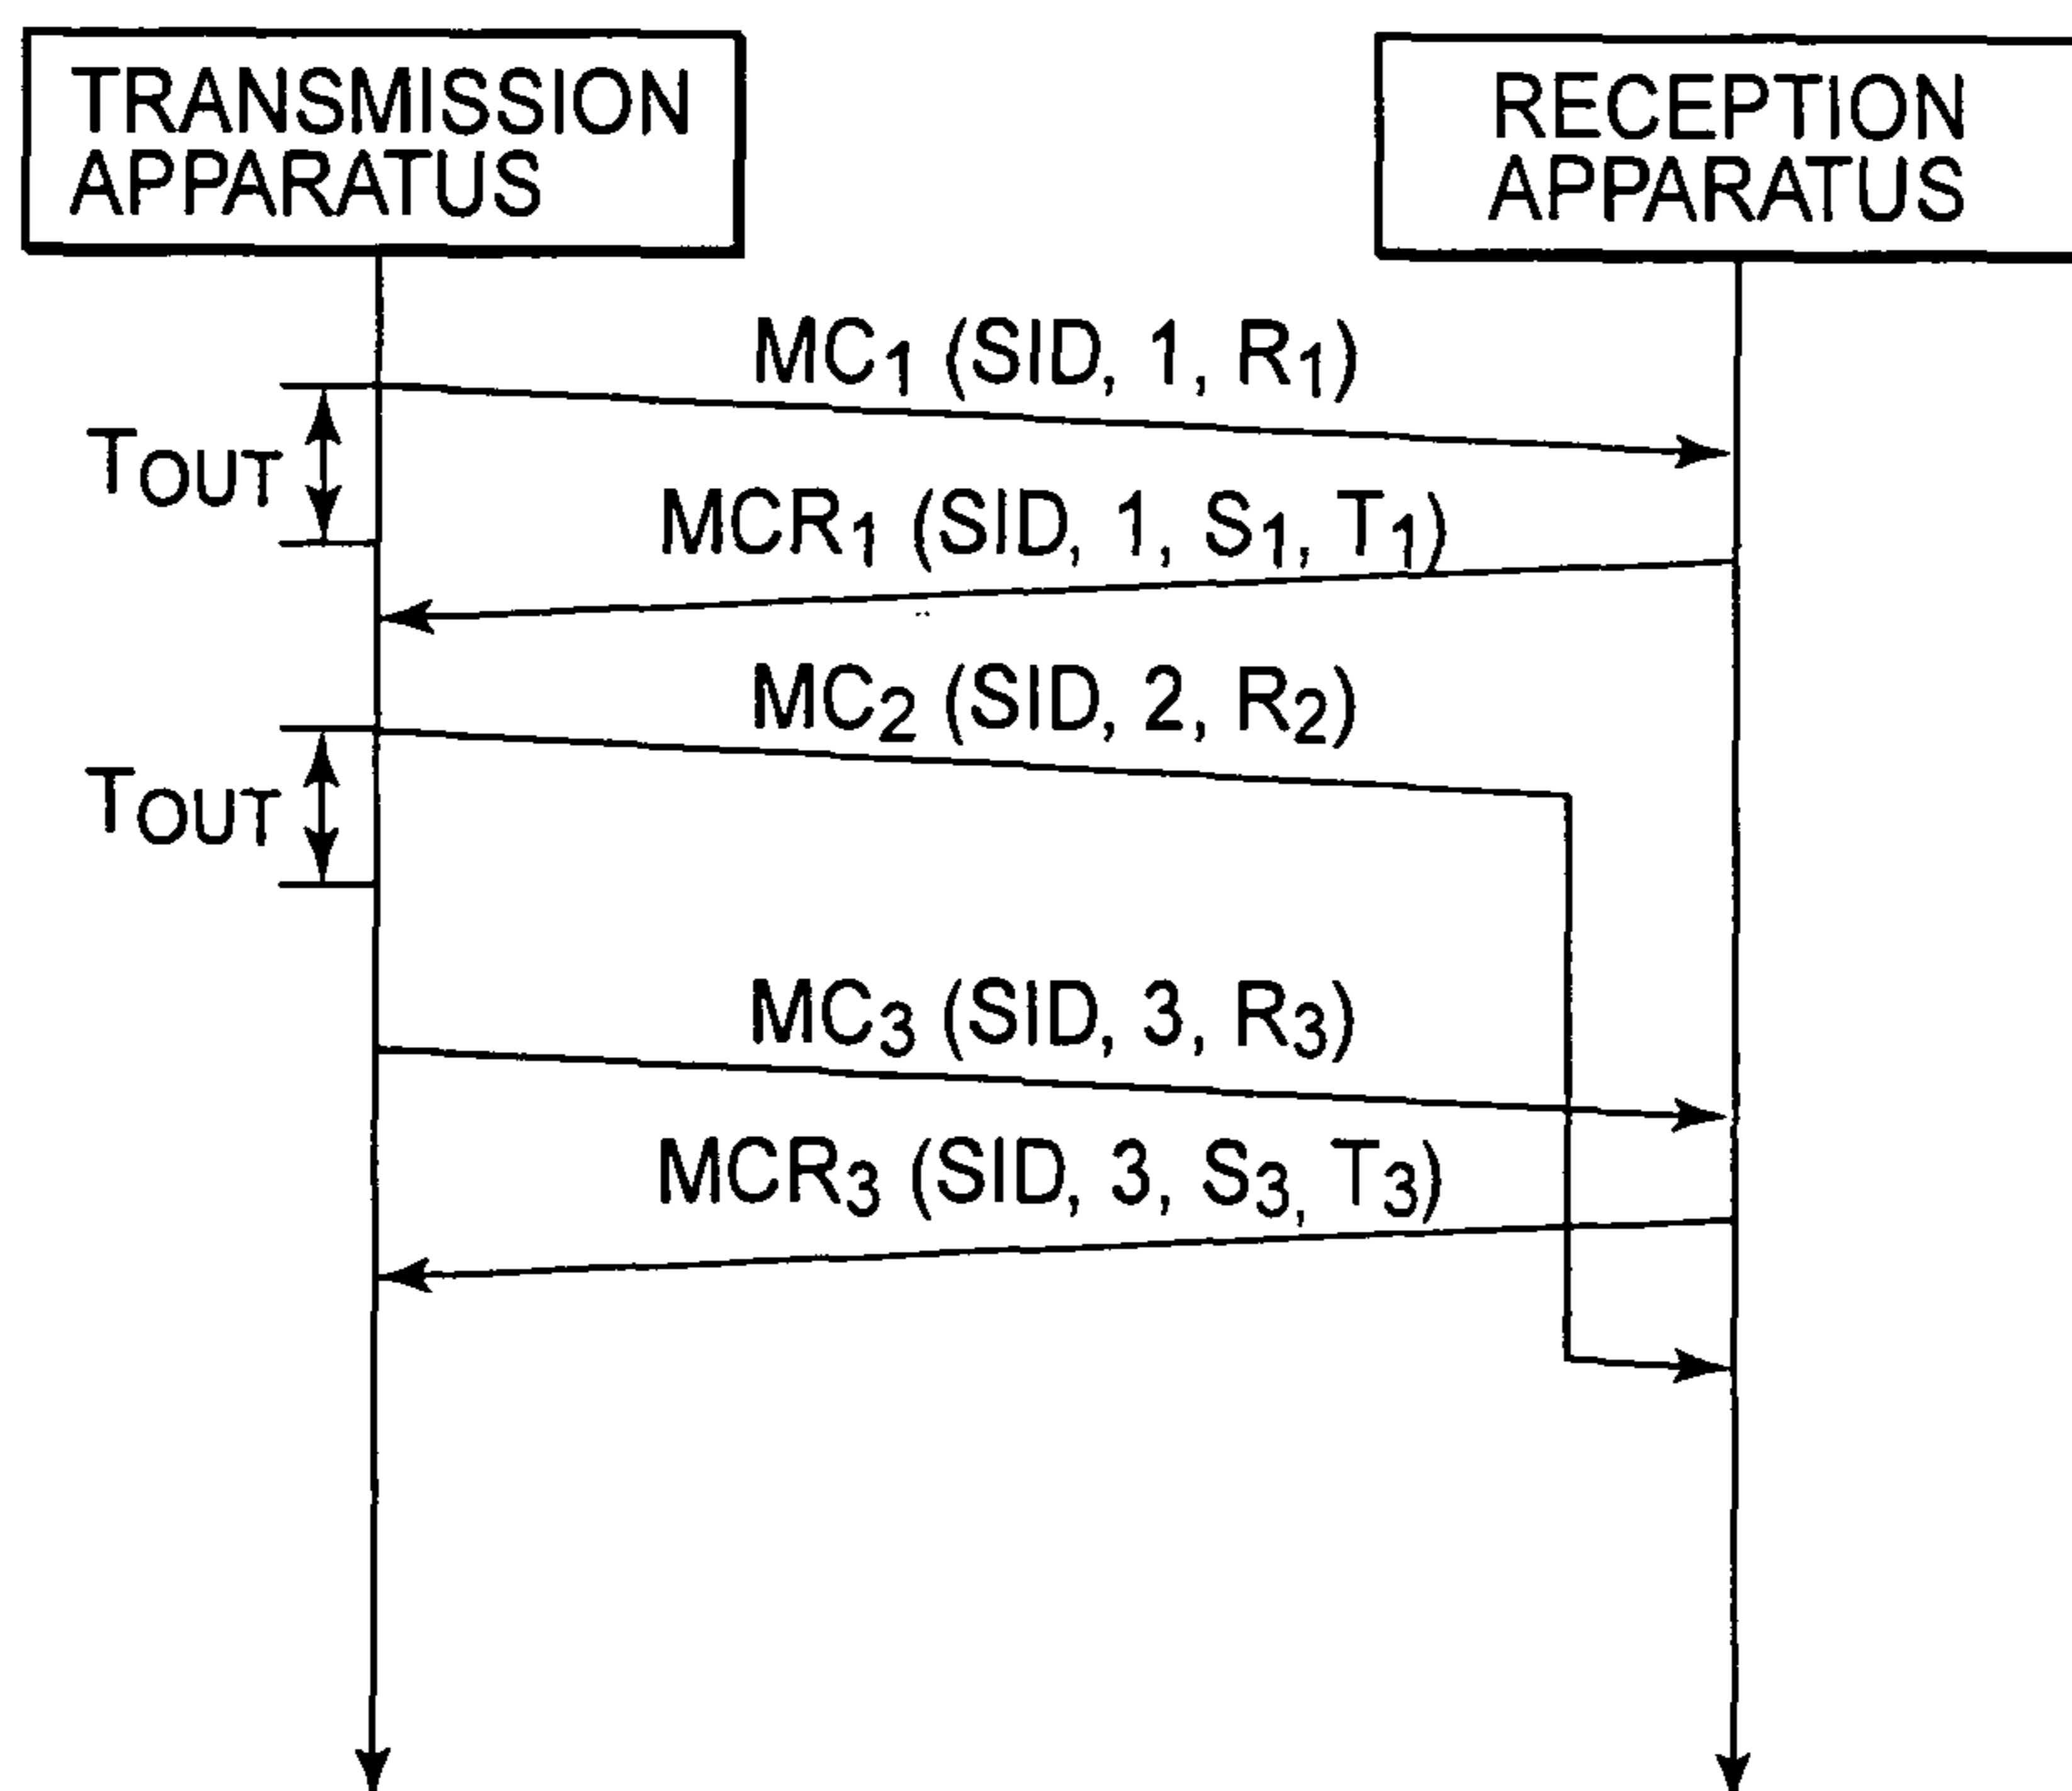 TRANSMISSION
APPARATUS
RECEPTION
APPARATUS
MC₁ (SID, 1, R₁)
TOUT
MCR₁ (SID, 1, S₁, T₁)
MC₂ (SID, 2, R₂)
TOUT
MC₃ (SID, 3, R₃)
MCR₃ (SID, 3, S₃, T₃)